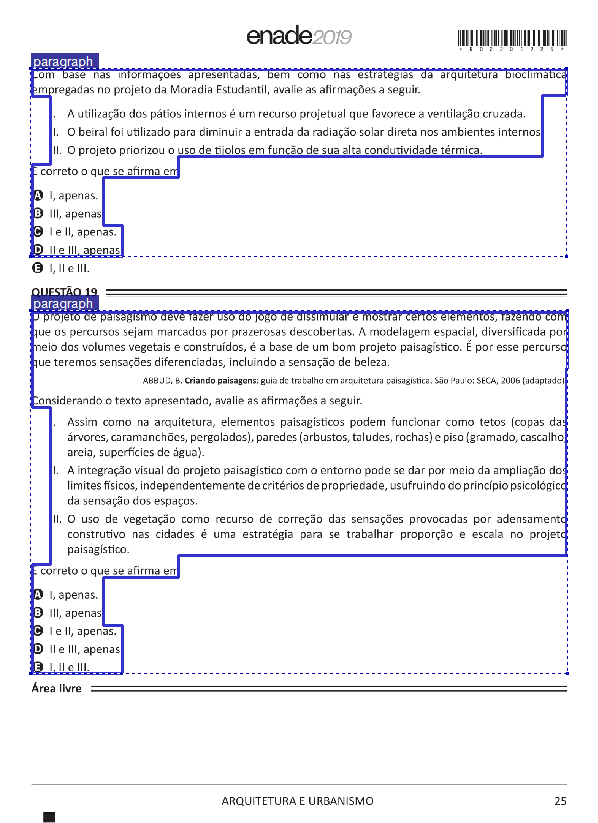 enade2019
paragraph
Com base nas informações apresentadas, bem como nas estratégias da arquitetura bioclimática
empregadas no projeto da Moradia Estudantil, avalie as afirmações a seguir.
I. A utilização dos pátios internos é um recurso projetual que favorece a ventilação cruzada.
II. O beiral foi utilizado para diminuir a entrada da radiação solar direta nos ambientes internos.
III. O projeto priorizou o uso de tijolos em função de sua alta condutividade térmica.
É correto o que se afirma em
A I, apenas.
B III, apenas.
C I e II, apenas.
D II e III, apenas.
E I, II e III.
QUESTÃO 19
paragraph
O projeto de paisagismo deve fazer uso do jogo de dissimular e mostrar certos elementos, fazendo com
que os percursos sejam marcados por prazerosas descobertas. A modelagem espacial, diversificada por
meio dos volumes vegetais e construídos, é a base de um bom projeto paisagístico. É por esse percurso
que teremos sensações diferenciadas, incluindo a sensação de beleza.
ABBUD, B. Criando paisagens: guia de trabalho em arquitetura paisagística. São Paulo: SECA, 2006 (adaptado).
Considerando o texto apresentado, avalie as afirmações a seguir.
I. Assim como na arquitetura, elementos paisagísticos podem funcionar como tetos (copas das
árvores, caramanchões, pergolados), paredes (arbustos, taludes, rochas) e piso (gramado, cascalho,
areia, superfícies de água).
II. A integração visual do projeto paisagístico com o entorno pode se dar por meio da ampliação dos
limites físicos, independentemente de critérios de propriedade, usufruindo do princípio psicológico
da sensação dos espaços.
III. O uso de vegetação como recurso de correção das sensações provocadas por adensamento
construtivo nas cidades é uma estratégia para se trabalhar proporção e escala no projeto
paisagístico.
É correto o que se afirma em
A I, apenas.
B III, apenas.
C I e II, apenas.
D II e III, apenas.
E I, II e III.
Área livre
ARQUITETURA E URBANISMO 25